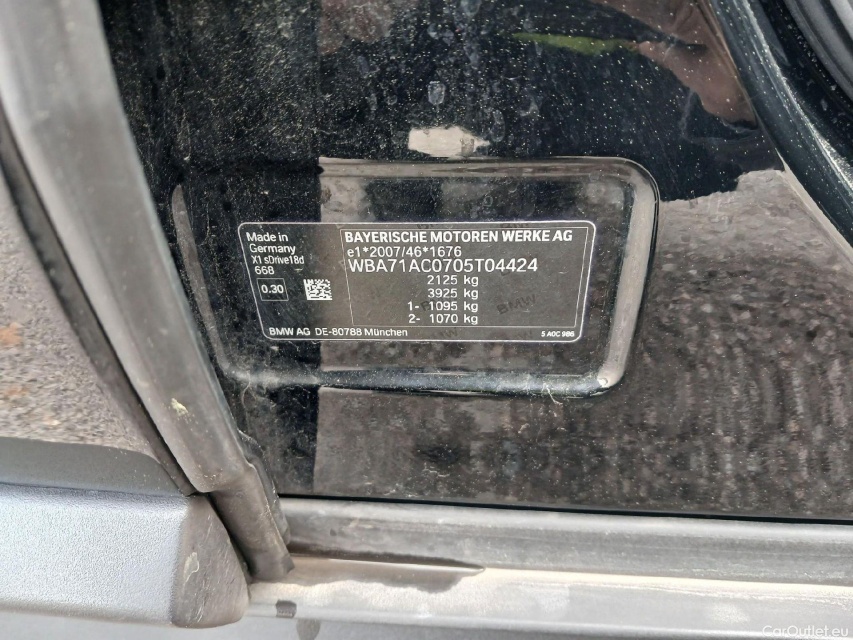 Made in
Germany
X1 sDrive18d
668
0.30
BAYERISCHE MOTOREN WERKE AG
e1*2007/46*1676
WBA71AC0705T04424
2125 kg
3925 kg
1- 1095 kg
2- 1070 kg
BMW AG DE-80788 München
5 A0C 986
BMW
CarOutlet.eu